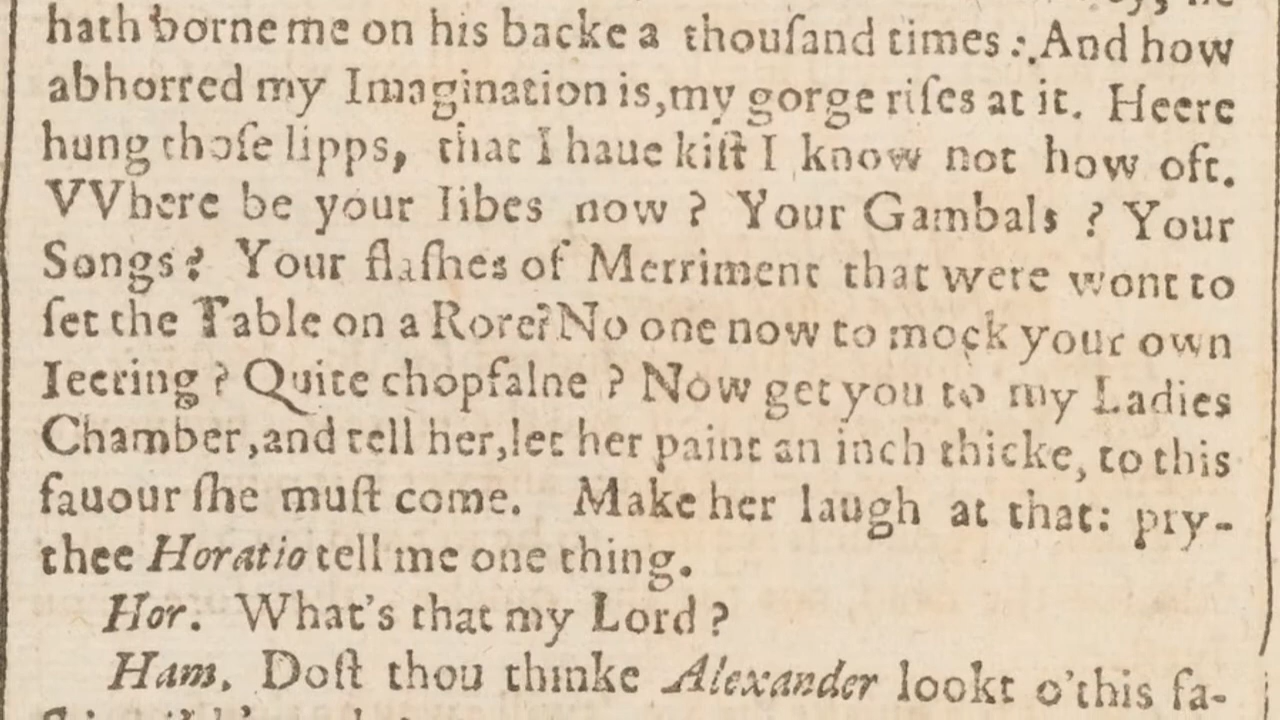 hath borne me on his backe a thouſand times :. And how
abhorred my Imagination is, my gorge riſes at it. Heere
hung thoſe lipps, that I haue kiſt I know not how oft.
VVhere be your Iibes now ? Your Gambals ? Your
Songs ? Your flaſhes of Merriment that were wont to
ſet the Table on a Rore? No one now to mock your own
Ieering ? Quite chopfalne ? Now get you to my Ladies
Chamber, and tell her, let her paint an inch thicke, to this
fauour ſhe muſt come. Make her laugh at that: pry-
thee Horatio tell me one thing.
Hor. What's that my Lord ?
Ham. Doſt thou thinke Alexander lookt o'this fa-